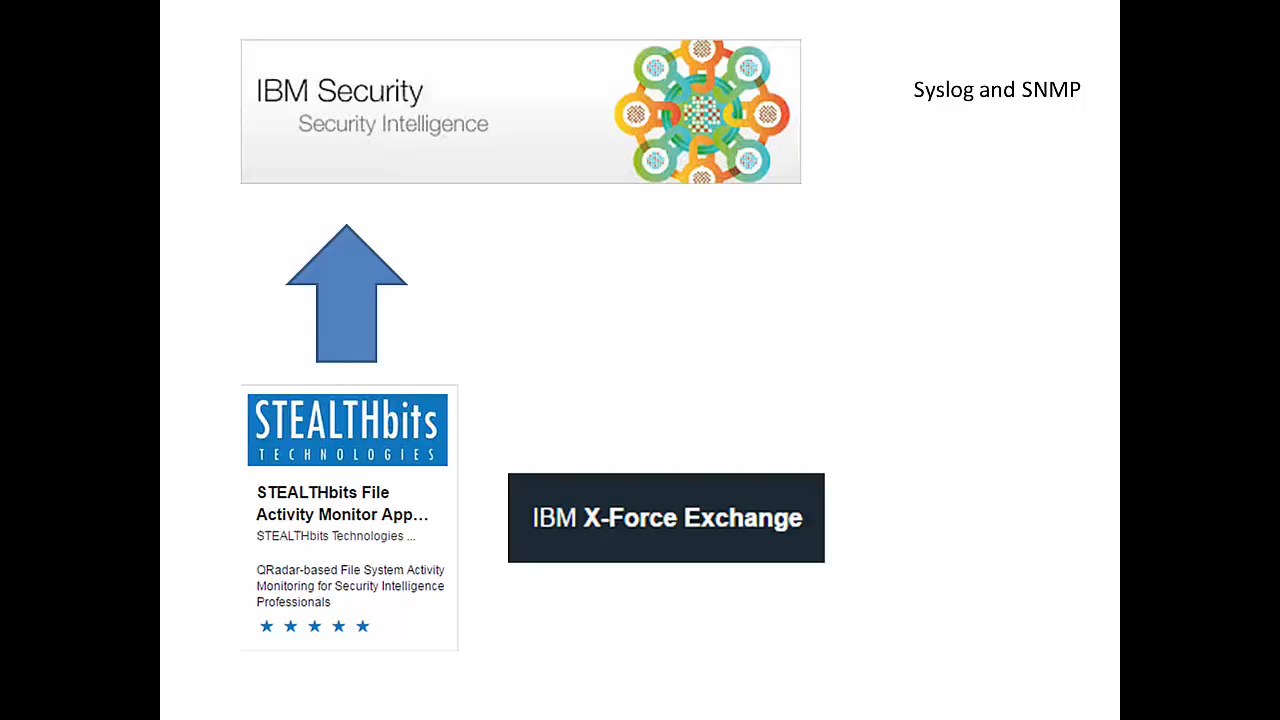 IBM Security
Security Intelligence
Syslog and SNMP
STEALTHbits
TECHNOLOGIES
STEALTHbits File
Activity Monitor App...
STEALTHbits Technologies ...
QRadar-based File System Activity
Monitoring for Security Intelligence
Professionals
IBM X-Force Exchange